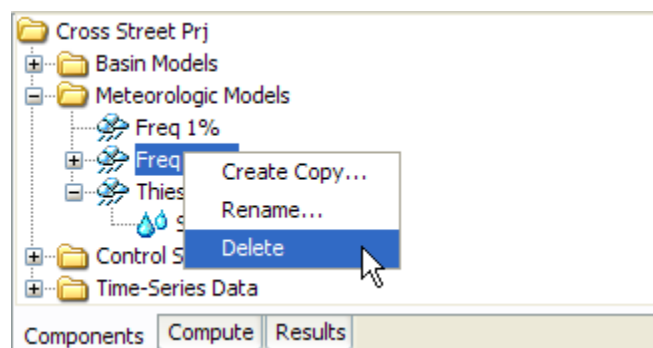 Cross Street Prj
Basin Models
Meteorologic Models
Freq 1%
Freq
Create Copy...
Thies
Rename...
S
Delete
Control S
Time-Series Data
Components Compute Results